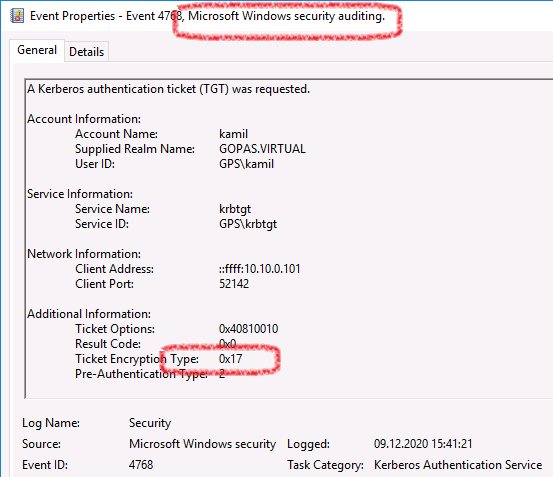 Event Properties - Event 4768, Microsoft Windows security auditing.
General Details
A Kerberos authentication ticket (TGT) was requested.
Account Information:
Account Name: kamil
Supplied Realm Name: GOPAS.VIRTUAL
User ID: GPS\kamil
Service Information:
Service Name: krbtgt
Service ID: GPS\krbtgt
Network Information:
Client Address: ::ffff:10.10.0.101
Client Port: 52142
Additional Information:
Ticket Options: 0x40810010
Result Code: 0x0
Ticket Encryption Type: 0x17
Pre-Authentication Type: 2
Log Name: Security
Source: Microsoft Windows security Logged: 09.12.2020 15:41:21
Event ID: 4768 Task Category: Kerberos Authentication Service